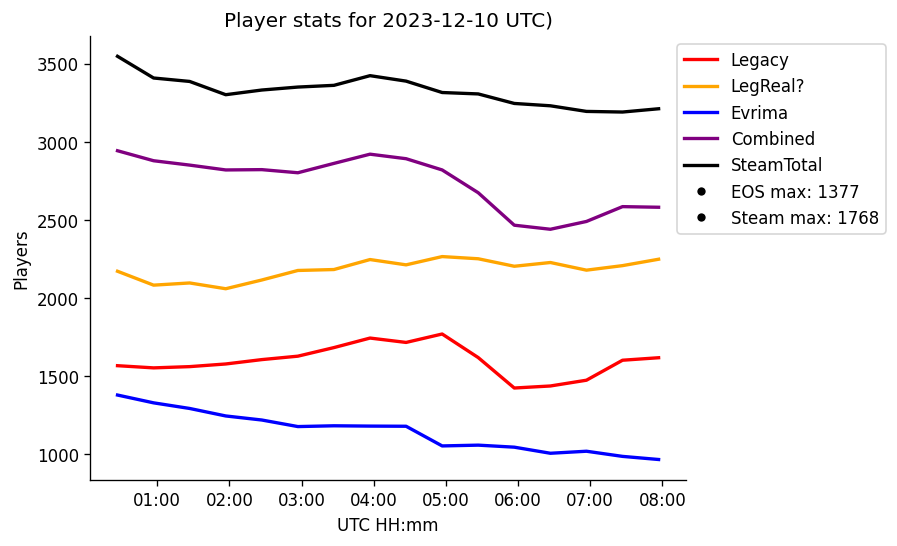 Player stats for 2023-12-10 UTC)
Players
3500
3000
2500
2000
1500
1000
01:00 02:00 03:00 04:00 05:00 06:00 07:00 08:00
UTC HH:mm
Legacy
LegReal?
Evrima
Combined
SteamTotal
EOS max: 1377
Steam max: 1768